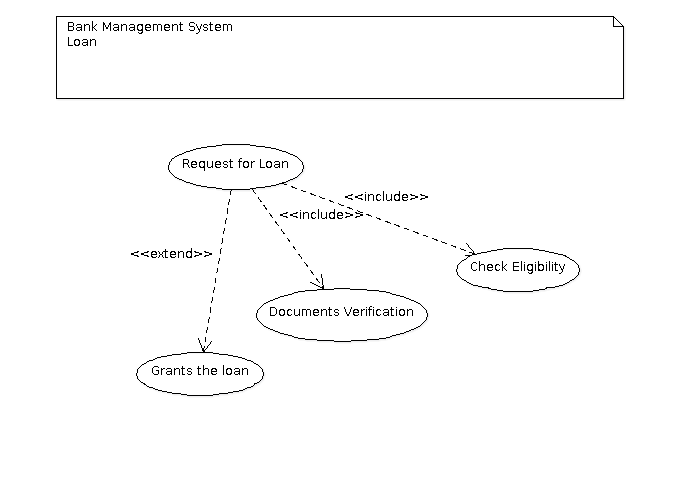 Bank Management System
Loan
Request for Loan
<<include>>
<<include>>
<<extend>>
Check Eligibility
Documents Verification
Grants the loan